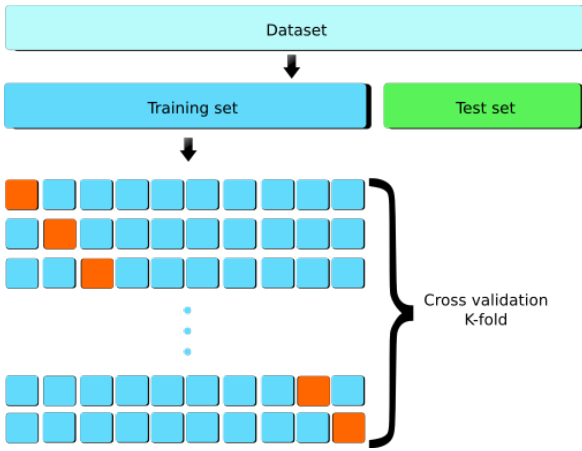 Dataset
Training set
Test set
Cross validation
K-fold